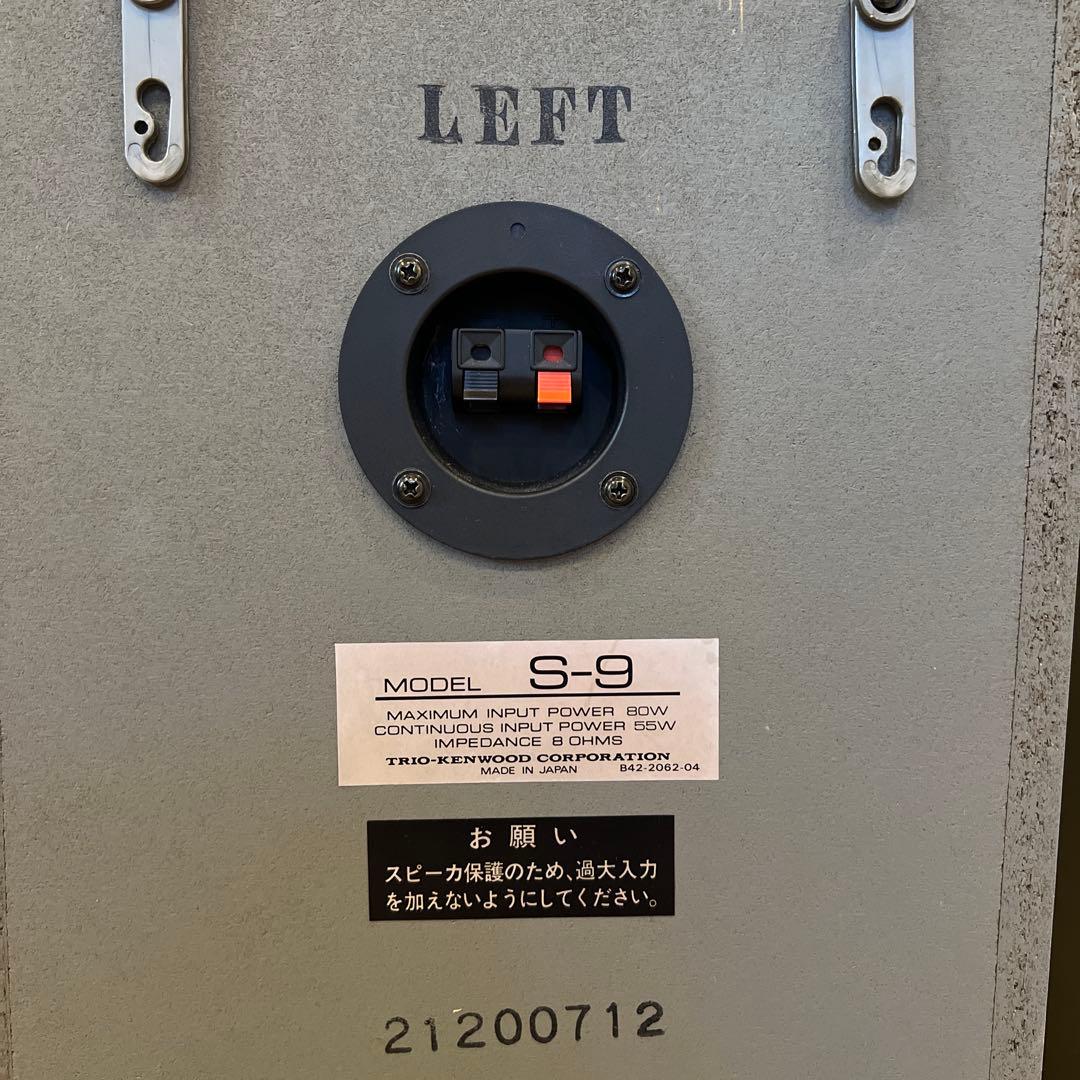 LEFT
MODEL S-9
MAXIMUM INPUT POWER 80W
CONTINUOUS INPUT POWER 55W
IMPEDANCE 8 OHMS
TRIO-KENWOOD CORPORATION
MADE IN JAPAN B42-2062-04
お願い
スピーカ保護のため、過大入力
を加えないようにしてください。
21200712